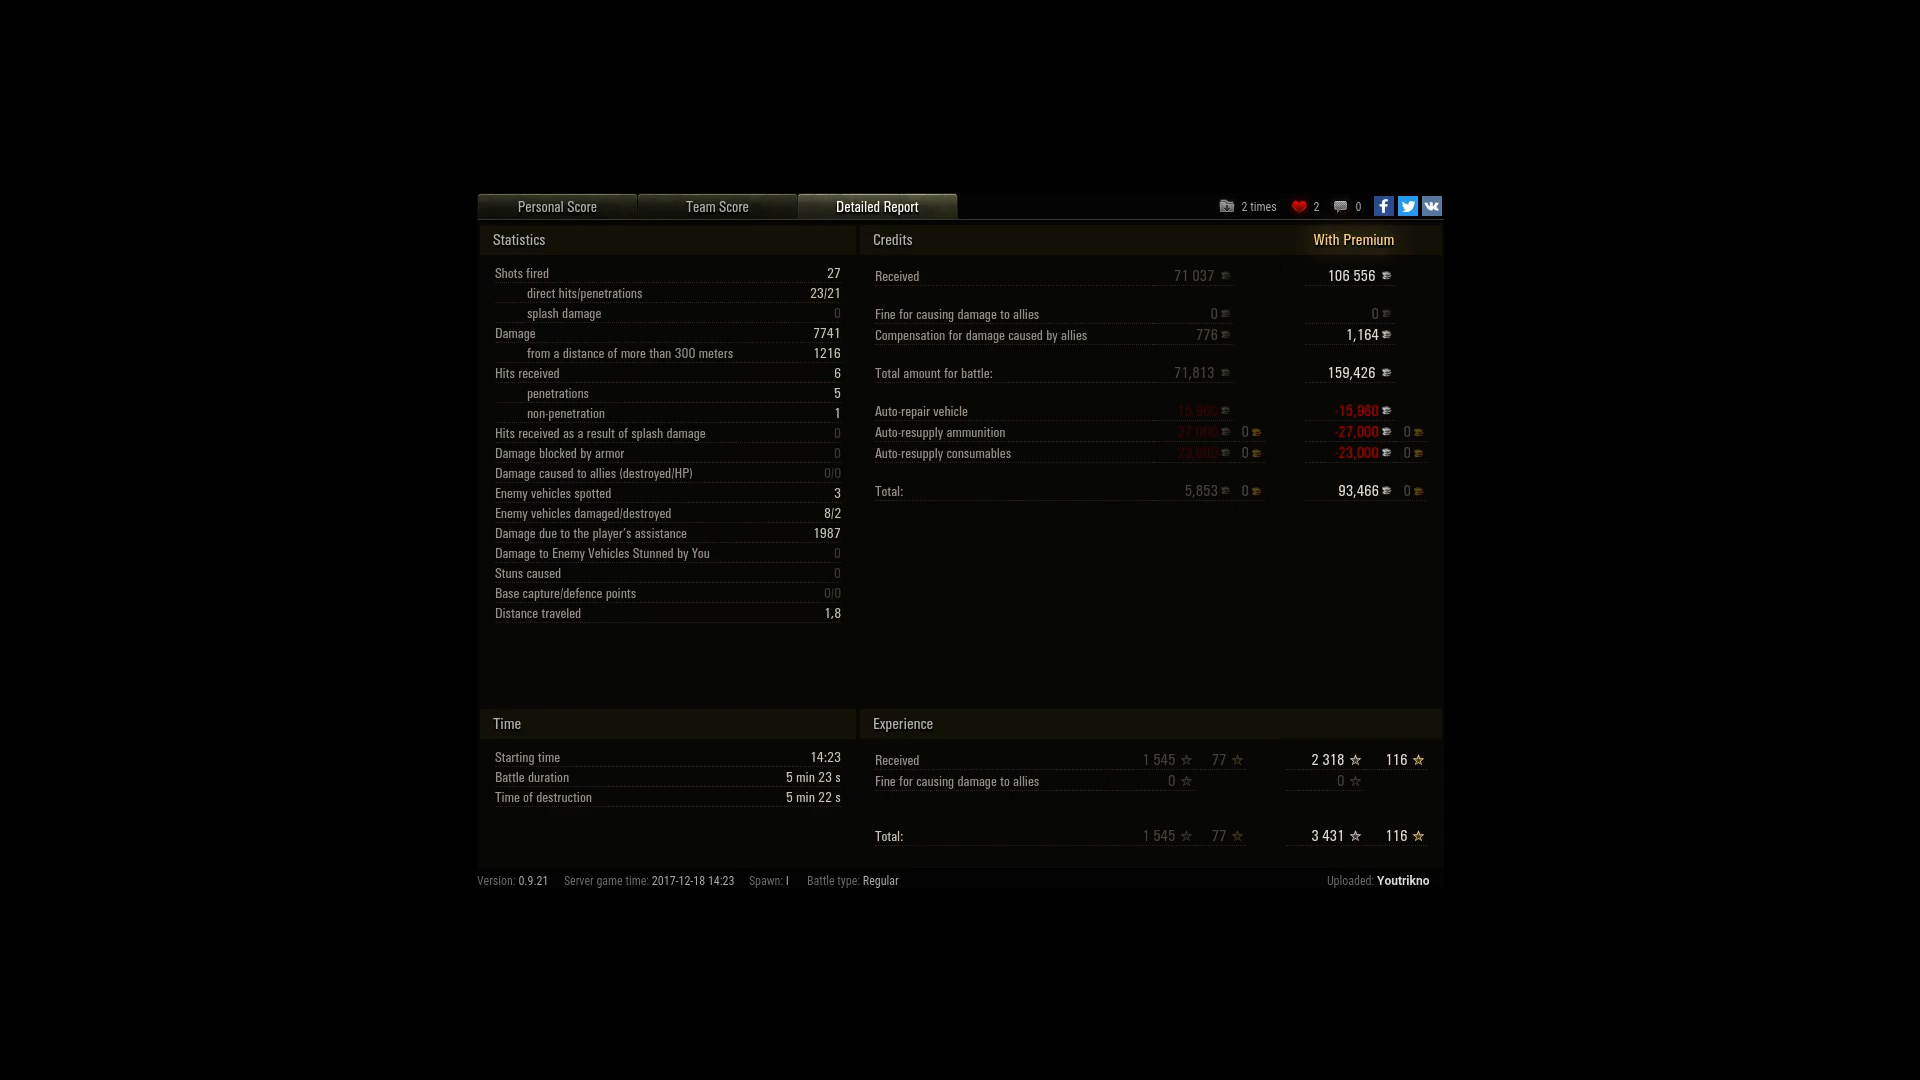 Personal Score Team Score Detailed Report 2 times 2 0
Statistics
Shots fired 27
direct hits/penetrations 23/21
splash damage 0
Damage 7741
from a distance of more than 300 meters 1216
Hits received 6
penetrations 5
non-penetration 1
Hits received as a result of splash damage 0
Damage blocked by armor 0
Damage caused to allies (destroyed/HP) 0/0
Enemy vehicles spotted 3
Enemy vehicles damaged/destroyed 8/2
Damage due to the player's assistance 1987
Damage to Enemy Vehicles Stunned by You 0
Stuns caused 0
Base capture/defence points 0/0
Distance traveled 1,8
Credits With Premium
Received 71 037 106 556
Fine for causing damage to allies 0 0
Compensation for damage caused by allies 776 1,164
Total amount for battle: 71,813 159,426
Auto-repair vehicle 15,960 -15,960
Auto-resupply ammunition 27,000 0 -27,000 0
Auto-resupply consumables 23,000 0 -23,000 0
Total: 5,853 0 93,466 0
Time
Starting time 14:23
Battle duration 5 min 23 s
Time of destruction 5 min 22 s
Experience
Received 1 545 77 2 318 116
Fine for causing damage to allies 0 0
Total: 1 545 77 3 431 116
Version: 0.9.21 Server game time: 2017-12-18 14:23 Spawn: I Battle type: Regular Uploaded: Youtrikno